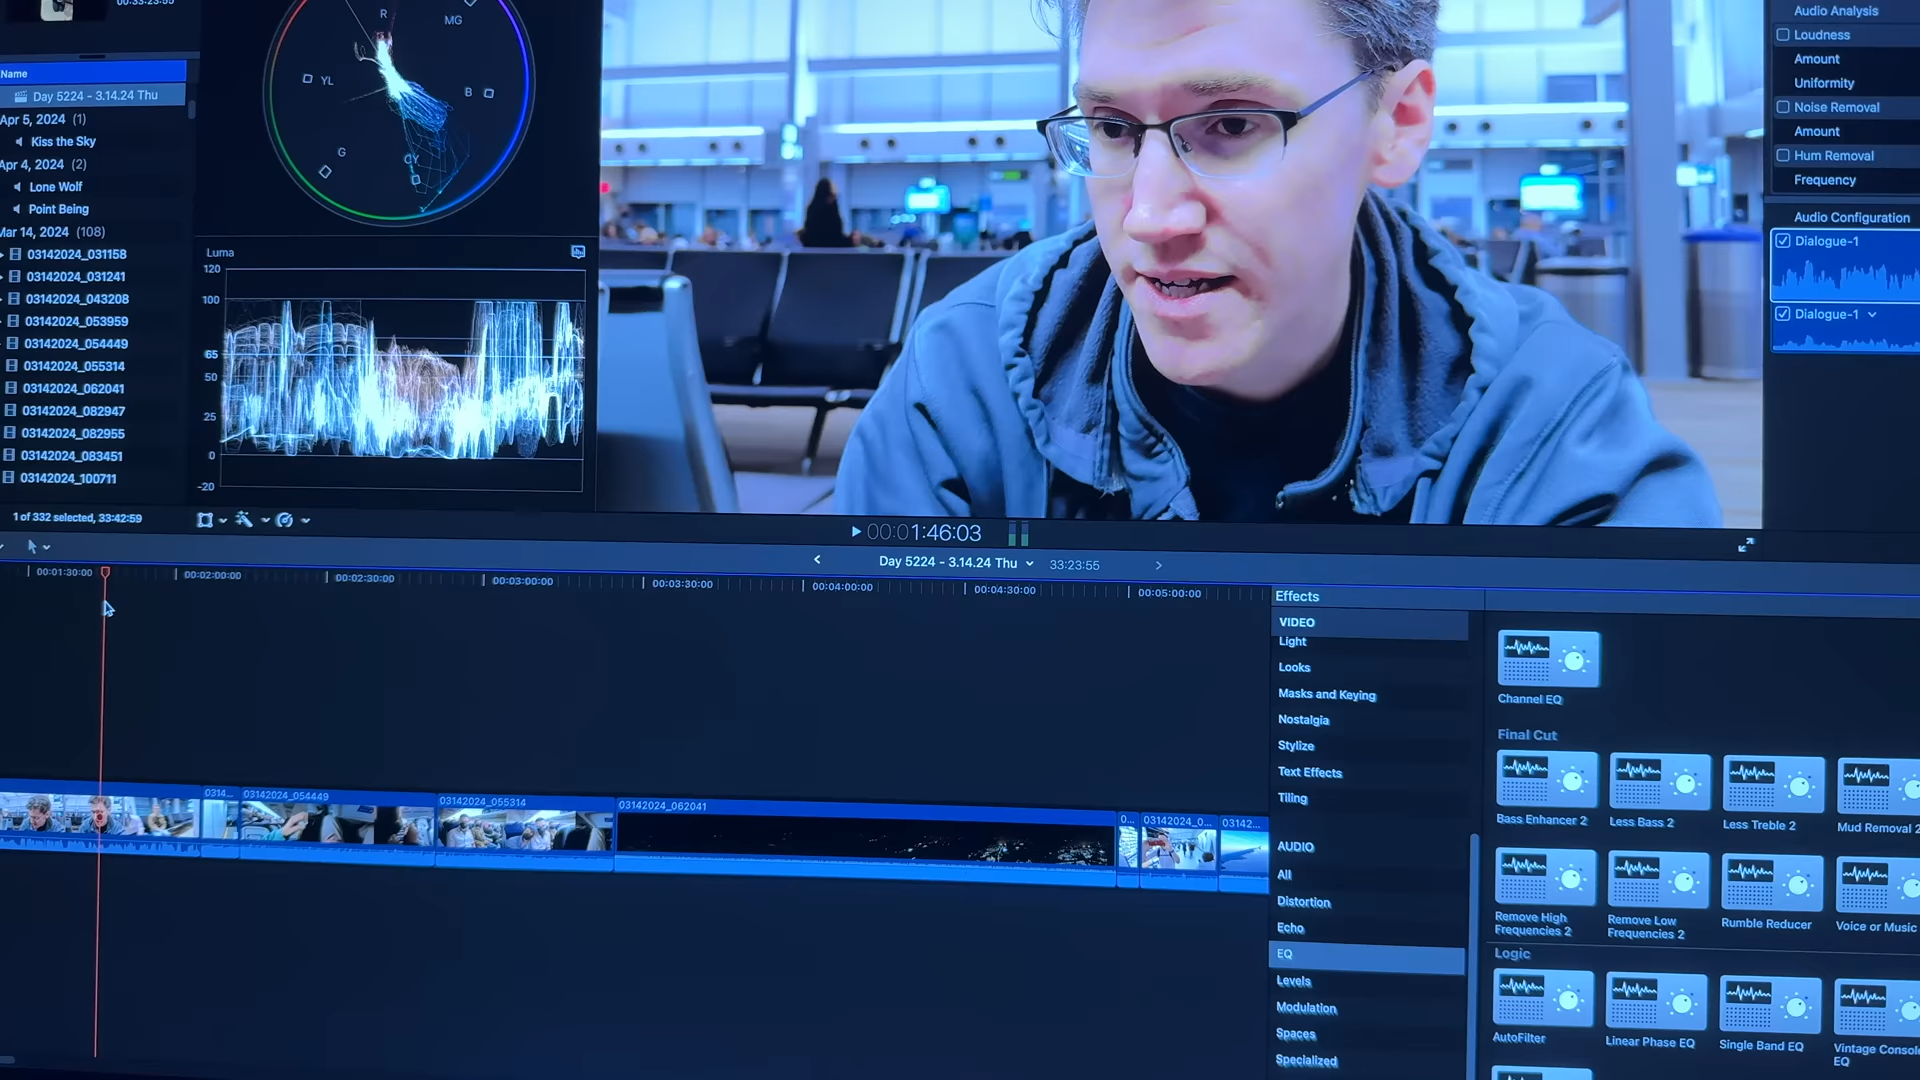 00:33:23:55
Name
Day 5224 - 3.14.24 Thu
Apr 5, 2024 (1)
Kiss the Sky
Apr 4, 2024 (2)
Lone Wolf
Point Being
Mar 14, 2024 (108)
03142024_031158
03142024_031241
03142024_043208
03142024_053959
03142024_054449
03142024_055314
03142024_062041
03142024_082947
03142024_082955
03142024_083451
03142024_100711
1 of 332 selected, 33:42:59
R
MG
YL
B
G
CY
Luma
120
100
65
50
25
0
-20
00:01:46:03
Audio Analysis
Loudness
Amount
Uniformity
Noise Removal
Amount
Hum Removal
Frequency
Audio Configuration
Dialogue-1
Dialogue-1
Day 5224 - 3.14.24 Thu
33:23:55
00:01:30:00
00:02:00:00
00:02:30:00
00:03:00:00
00:03:30:00
00:04:00:00
00:04:30:00
00:05:00:00
0314...
03142024_054449
03142024_055314
03142024_062041
0...
03142024_0...
03142...
Effects
VIDEO
Light
Looks
Masks and Keying
Nostalgia
Stylize
Text Effects
Tiling
AUDIO
All
Distortion
Echo
EQ
Levels
Modulation
Spaces
Specialized
Channel EQ
Final Cut
Bass Enhancer 2
Less Bass 2
Less Treble 2
Mud Removal 2
Remove High
Frequencies 2
Remove Low
Frequencies 2
Rumble Reducer
Voice or Music
Logic
AutoFilter
Linear Phase EQ
Single Band EQ
Vintage Console
EQ